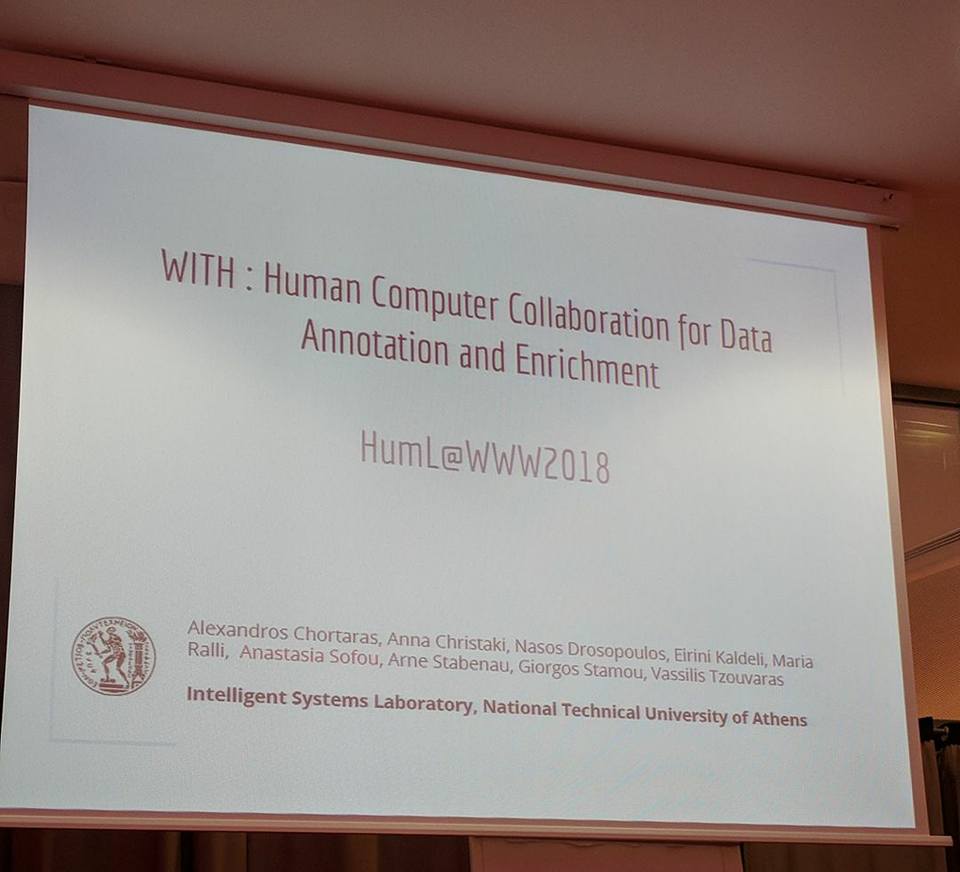 WITH : Human Computer Collaboration for Data
Annotation and Enrichment
HumL@WWW2018
Alexandros Chortaras, Anna Christaki, Nasos Drosopoulos, Eirini Kaldeli, Maria
Ralli, Anastasia Sofou, Arne Stabenau, Giorgos Stamou, Vassilis Tzouvaras
Intelligent Systems Laboratory, National Technical University of Athens